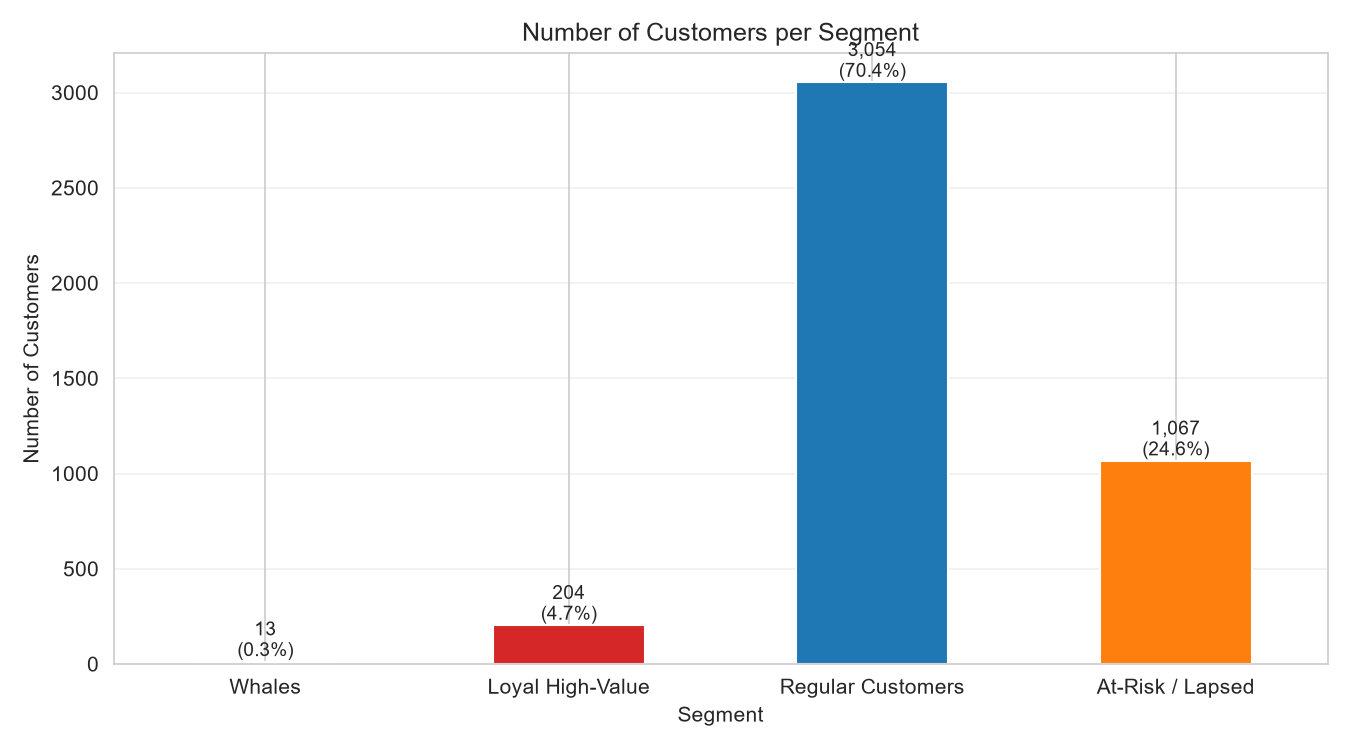 Number of Customers per Segment
3,054
(70.4%)
3000
2500
2000
1500
1000
500
0
Number of Customers
1,067
(24.6%)
204
(4.7%)
13
(0.3%)
Whales
Loyal High-Value
Regular Customers
At-Risk / Lapsed
Segment